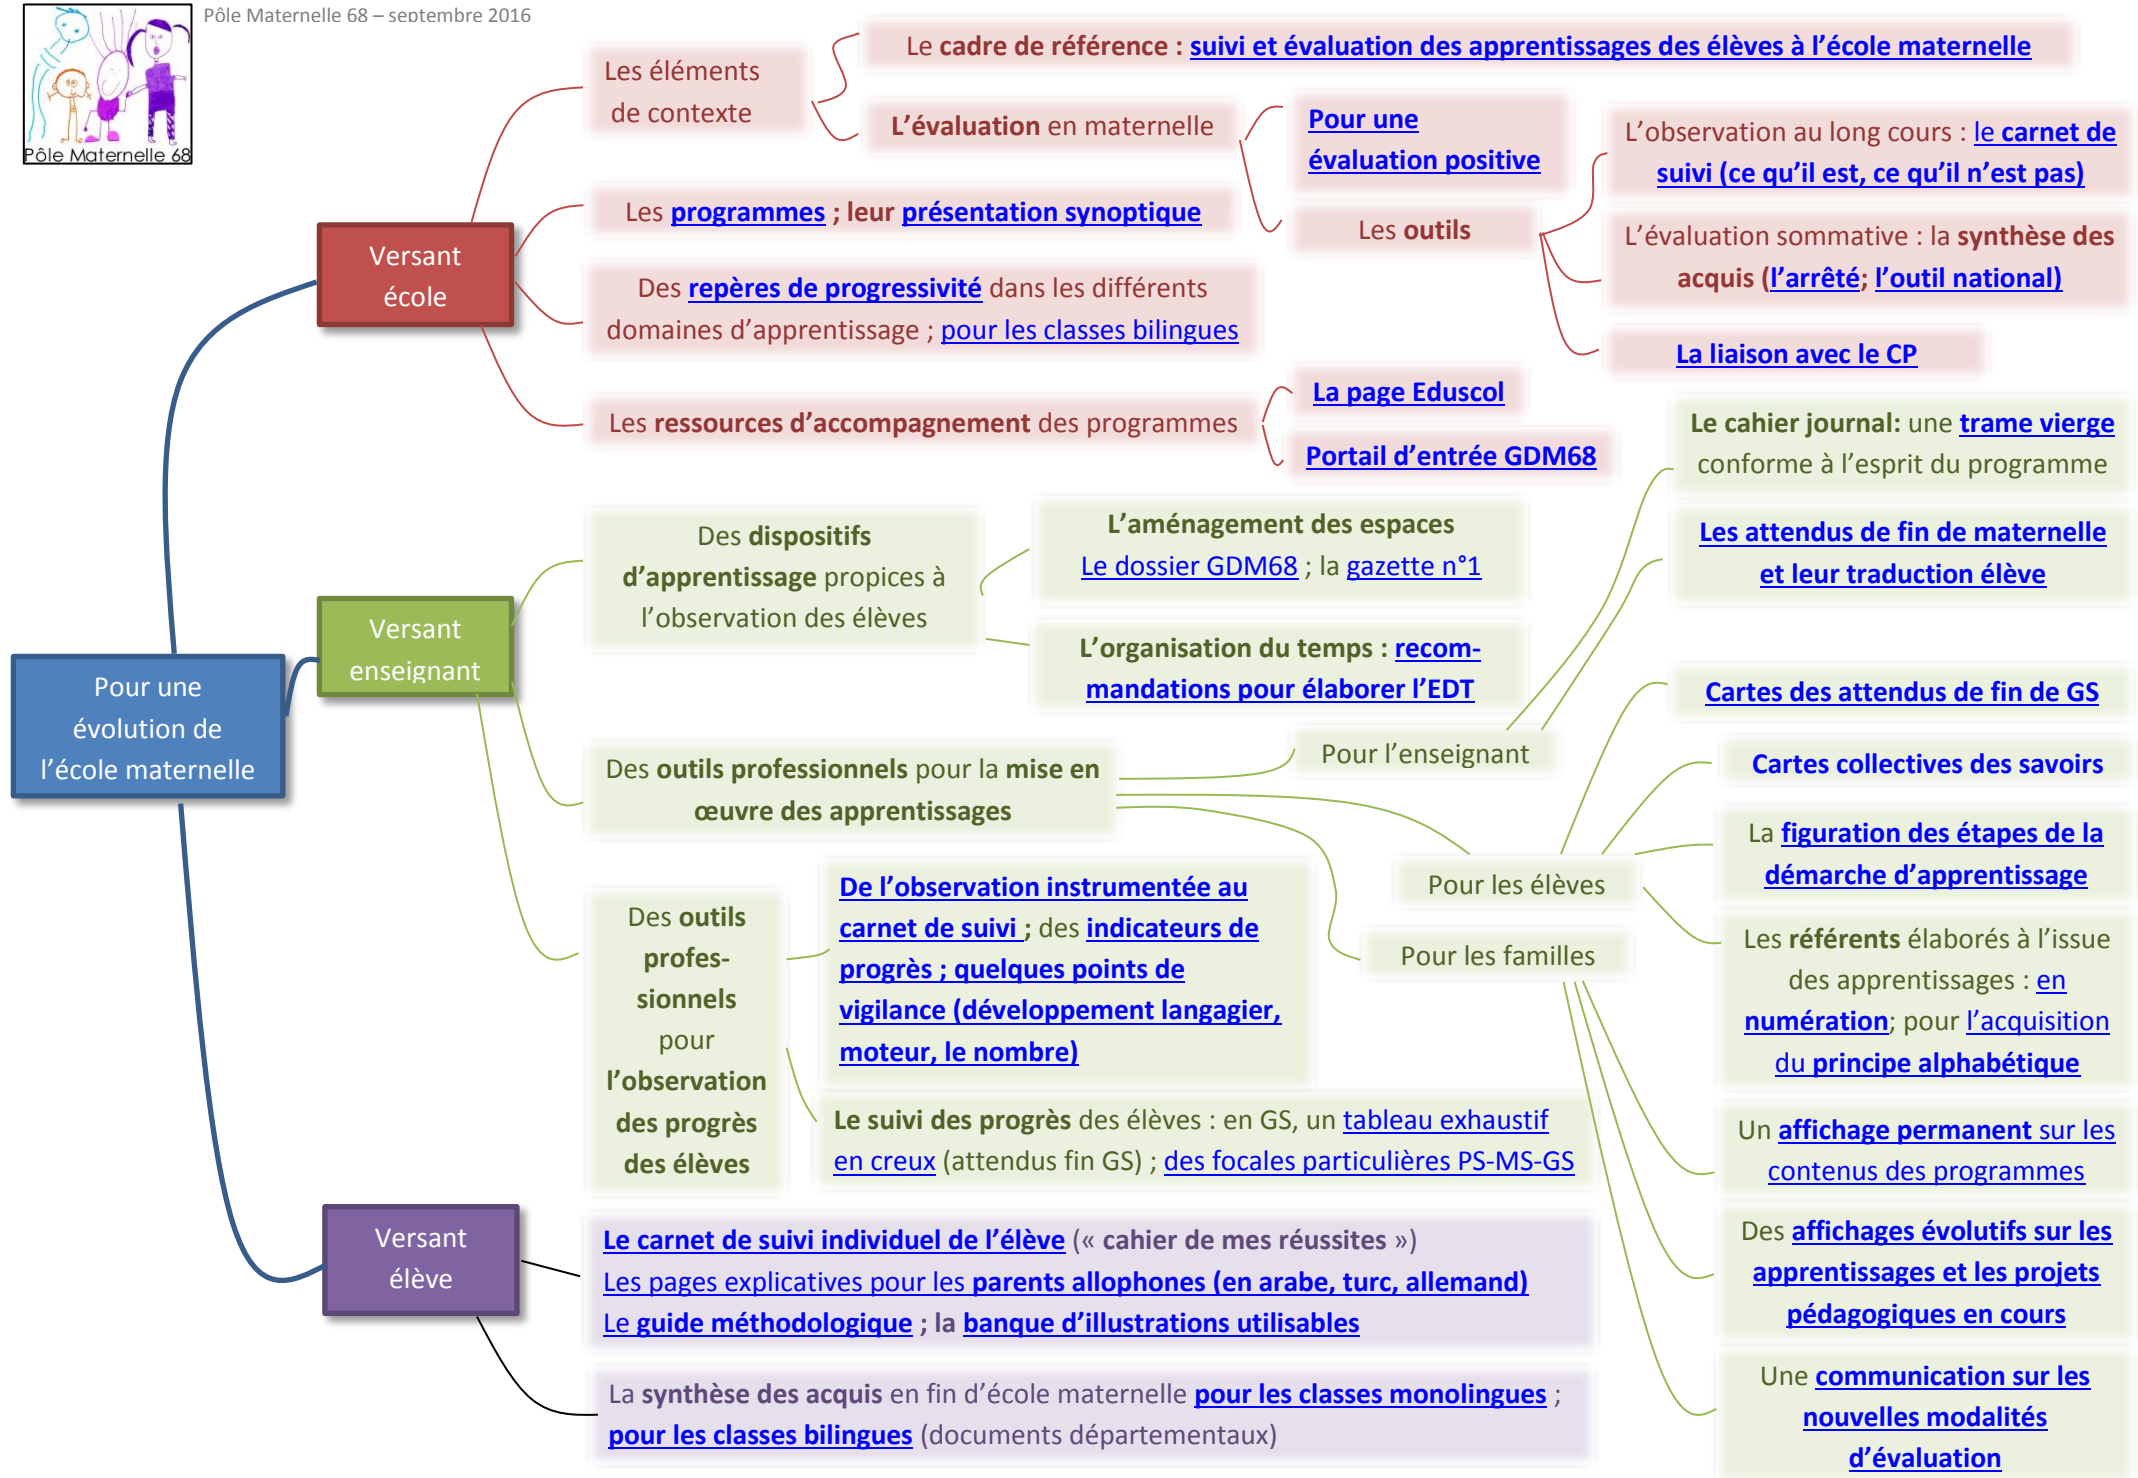 Pôle Maternelle 68 – septembre 2016
Pôle Maternelle 68
Pour une
évolution de
l’école maternelle
Versant
école
Les éléments
de contexte
Le cadre de référence : suivi et évaluation des apprentissages des élèves à l’école maternelle
L’évaluation en maternelle
Pour une
évaluation positive
Les outils
L’observation au long cours : le carnet de
suivi (ce qu’il est, ce qu’il n’est pas)
L’évaluation sommative : la synthèse des
acquis (l’arrêté; l’outil national)
La liaison avec le CP
Les programmes ; leur présentation synoptique
Des repères de progressivité dans les différents
domaines d’apprentissage ; pour les classes bilingues
Les ressources d’accompagnement des programmes
La page Eduscol
Portail d’entrée GDM68
Versant
enseignant
Des dispositifs
d’apprentissage propices à
l’observation des élèves
L’aménagement des espaces
Le dossier GDM68 ; la gazette n°1
L’organisation du temps : recom-
mandations pour élaborer l’EDT
Des outils professionnels pour la mise en
œuvre des apprentissages
Pour l’enseignant
Le cahier journal: une trame vierge
conforme à l’esprit du programme
Les attendus de fin de maternelle
et leur traduction élève
Pour les élèves
Cartes des attendus de fin de GS
Cartes collectives des savoirs
La figuration des étapes de la
démarche d’apprentissage
Les référents élaborés à l’issue
des apprentissages : en
numération; pour l’acquisition
du principe alphabétique
Pour les familles
Un affichage permanent sur les
contenus des programmes
Des affichages évolutifs sur les
apprentissages et les projets
pédagogiques en cours
Une communication sur les
nouvelles modalités
d’évaluation
Des outils
profes-
sionnels
pour
l’observation
des progrès
des élèves
De l’observation instrumentée au
carnet de suivi ; des indicateurs de
progrès ; quelques points de
vigilance (développement langagier,
moteur, le nombre)
Le suivi des progrès des élèves : en GS, un tableau exhaustif
en creux (attendus fin GS) ; des focales particulières PS-MS-GS
Versant
élève
Le carnet de suivi individuel de l’élève (« cahier de mes réussites »)
Les pages explicatives pour les parents allophones (en arabe, turc, allemand)
Le guide méthodologique ; la banque d’illustrations utilisables
La synthèse des acquis en fin d’école maternelle pour les classes monolingues ;
pour les classes bilingues (documents départementaux)